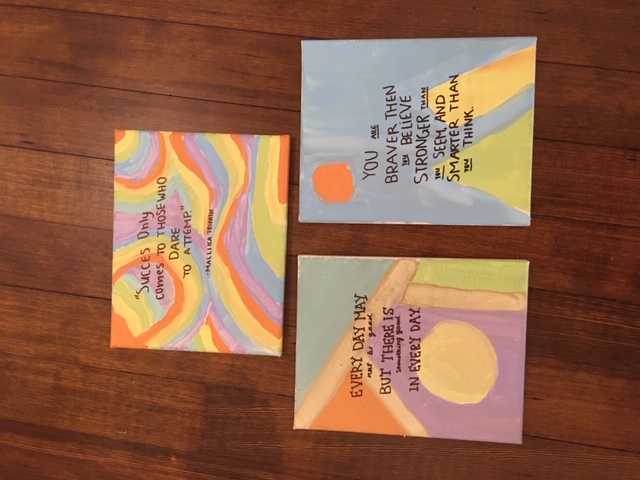 "SUCCES Only
comes TO THOSE WHO
DARE
TO ATTEMP."
-MALLIKA TRIPATHI
EVERY DAY MAY
not be good
BUT THERE IS
something good
IN EVERY DAY.
YOU ARE
BRAVER THEN
YOU BELIEVE
STRONGER THAN
YOU SEEM, AND
SMARTER THAN
YOU THINK.